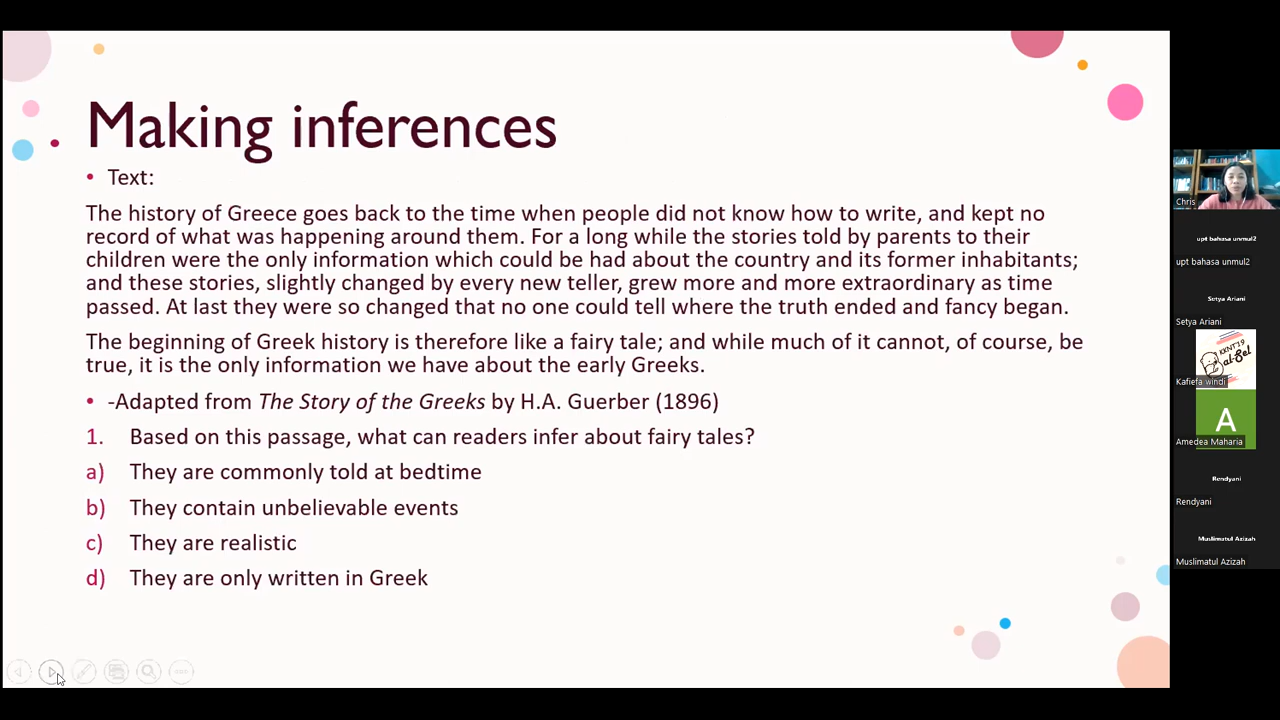 Making inferences
• Text:
The history of Greece goes back to the time when people did not know how to write, and kept no
record of what was happening around them. For a long while the stories told by parents to their
children were the only information which could be had about the country and its former inhabitants;
and these stories, slightly changed by every new teller, grew more and more extraordinary as time
passed. At last they were so changed that no one could tell where the truth ended and fancy began.
The beginning of Greek history is therefore like a fairy tale; and while much of it cannot, of course, be
true, it is the only information we have about the early Greeks.
• -Adapted from The Story of the Greeks by H.A. Guerber (1896)
1. Based on this passage, what can readers infer about fairy tales?
a) They are commonly told at bedtime
b) They contain unbelievable events
c) They are realistic
d) They are only written in Greek
Chris
upt bahasa unmul2
upt bahasa unmul2
Setya Ariani
Setya Ariani
KKNT19
al-gel
Kafiefa windi
A
Amedea Maharia
Rendyani
Rendyani
Muslimatul Azizah
Muslimatul Azizah